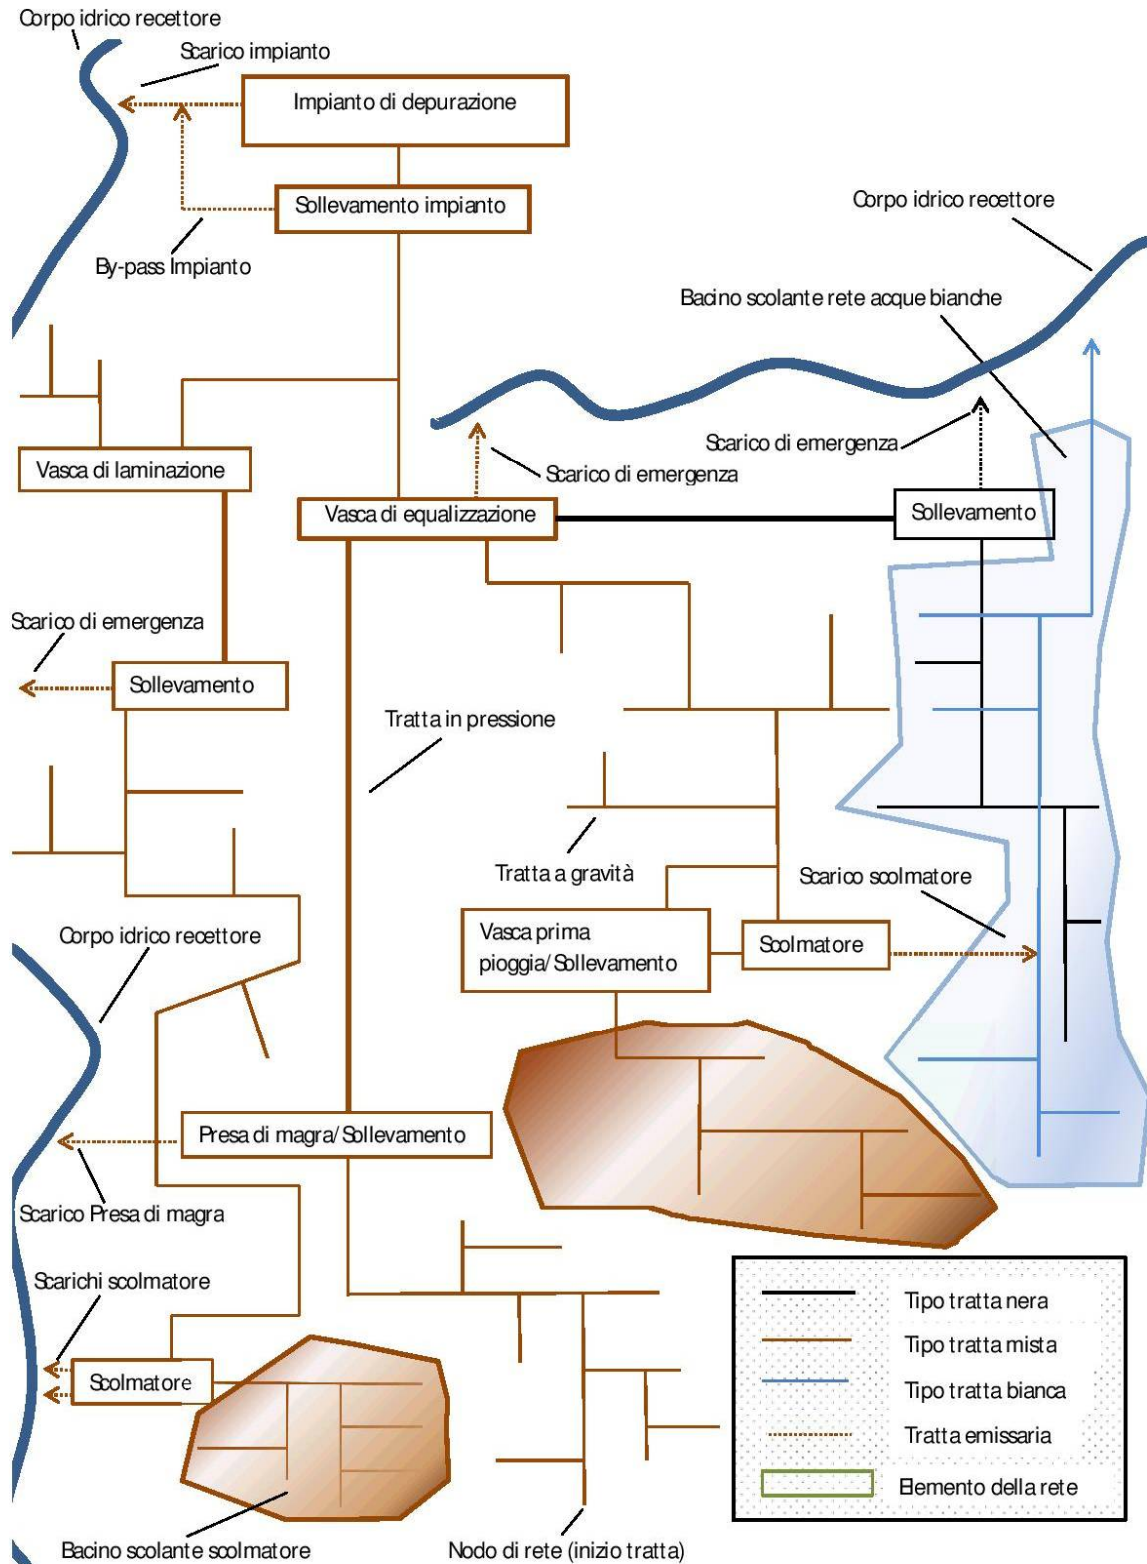 Corpo idrico recettore
Scarico impianto
Impianto di depurazione
Sollevamento impianto
Corpo idrico recettore
By-pass Impianto
Bacino scolante rete acque bianche
Scarico di emergenza
Vasca di laminazione
Scarico di emergenza
Vasca di equalizzazione
Sollevamento
Scarico di emergenza
Sollevamento
Tratta in pressione
Tratta a gravità
Scarico scolmatore
Corpo idrico recettore
Vasca prima
pioggia/Sollevamento
Scolmatore
Presa di magra/Sollevamento
Scarico Presa di magra
Scarichi scolmatore
Scolmatore
Tipo tratta nera
Tipo tratta mista
Tipo tratta bianca
Tratta emissaria
Elemento della rete
Bacino scolante scolmatore
Nodo di rete (inizio tratta)